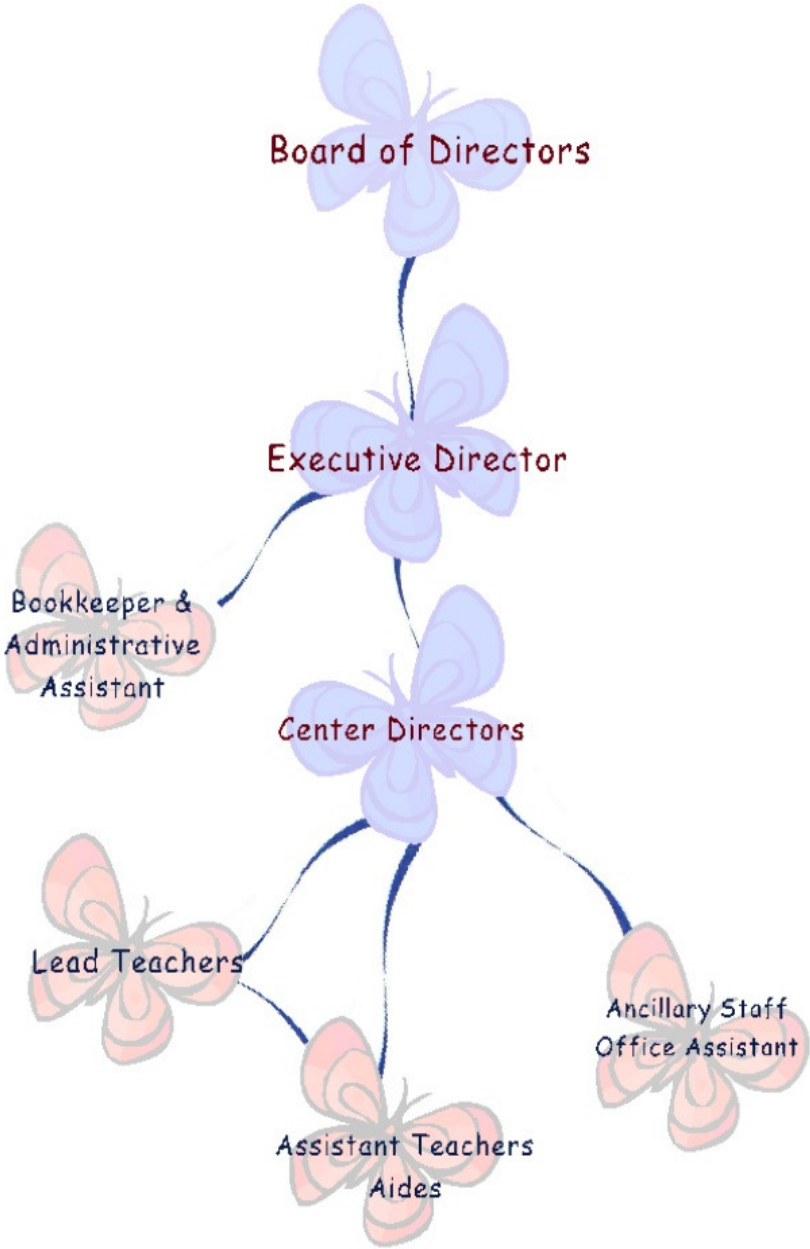 Board of Directors
Executive Director
Bookkeeper &
Administrative
Assistant
Center Directors
Lead Teachers
Ancillary Staff
Office Assistant
Assistant Teachers
Aides